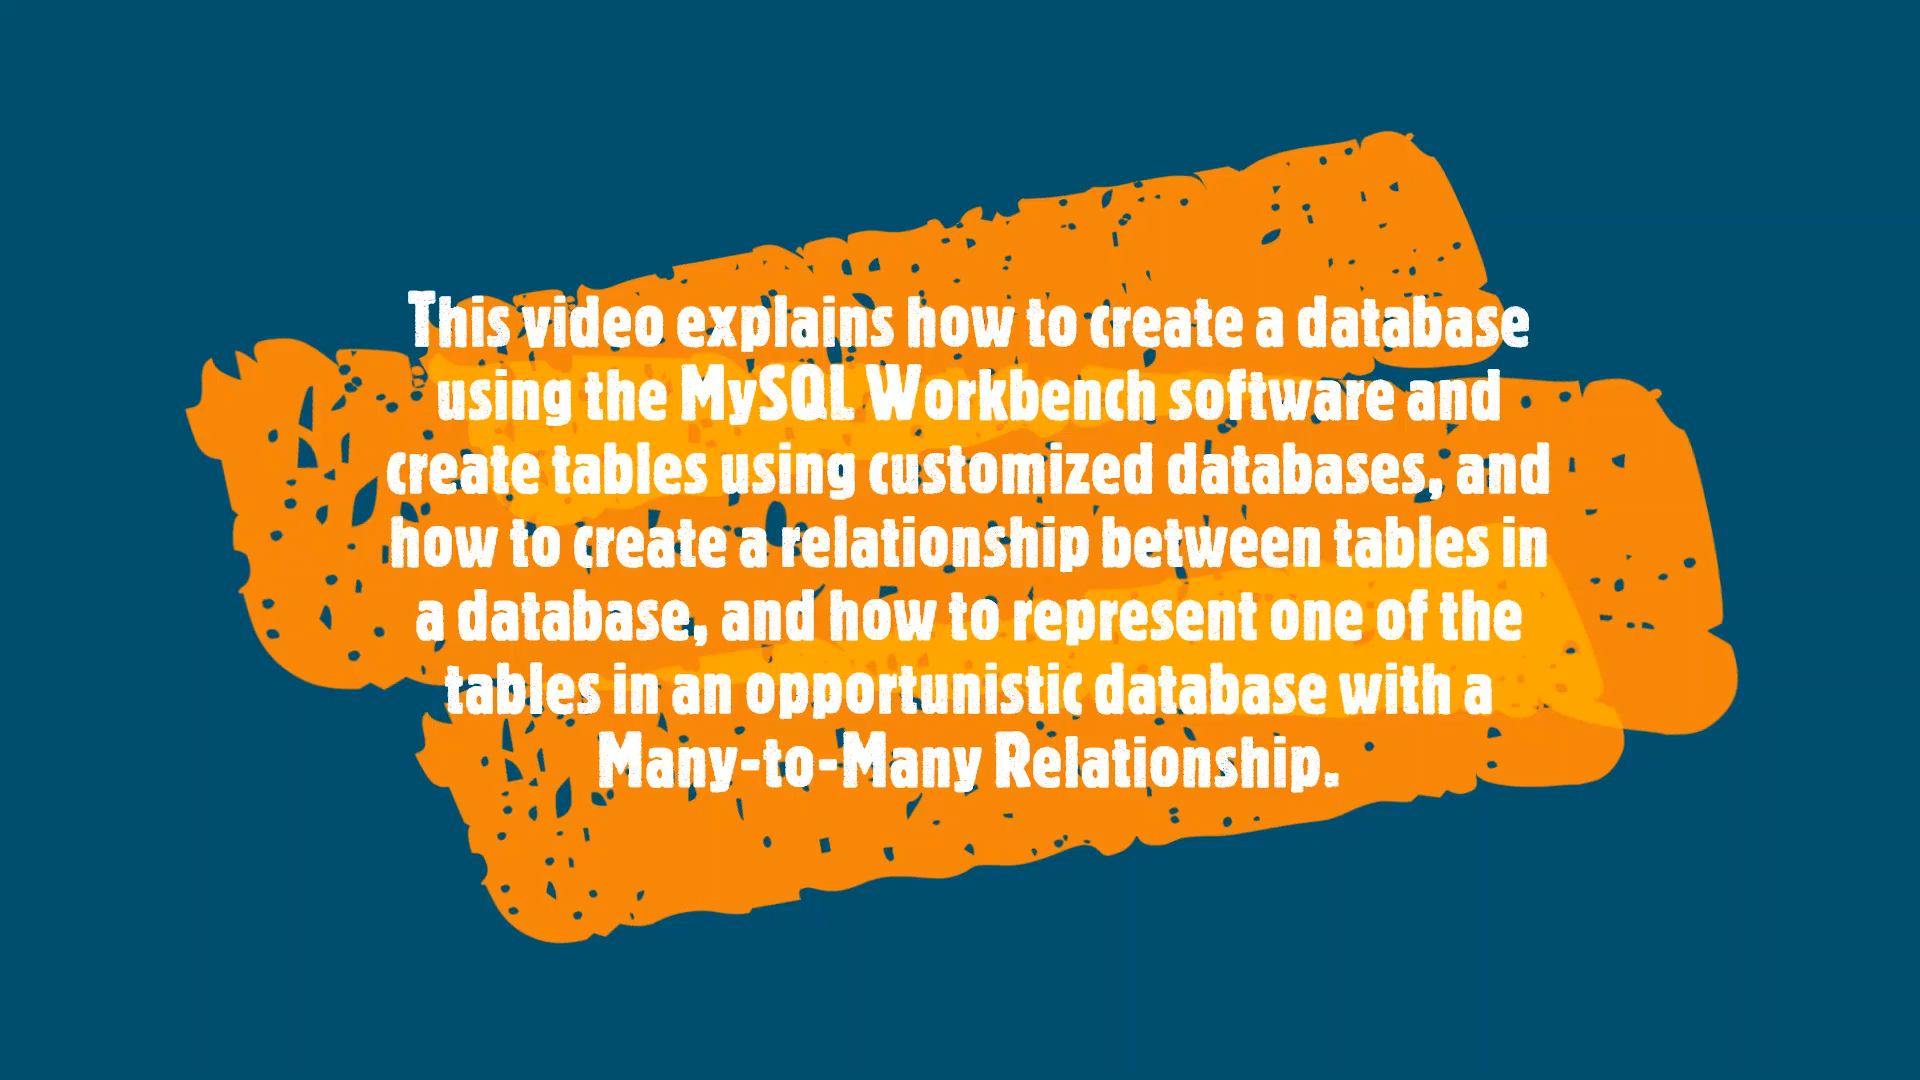 This video explains how to create a database
using the MySQL Workbench software and
create tables using customized databases, and
how to create a relationship between tables in
a database, and how to represent one of the
tables in an opportunistic database with a
Many-to-Many Relationship.